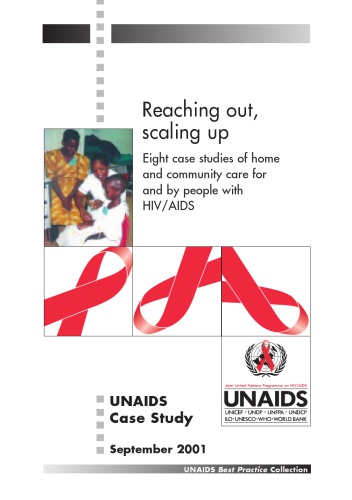 Reaching out,
scaling up
Eight case studies of home
and community care for
and by people with
HIV/AIDS
Joint United Nations Programme on HIV/AIDS
UNAIDS
UNICEF • UNDP • UNFPA • UNDCP
ILO • UNESCO • WHO • WORLD BANK
UNAIDS
Case Study
September 2001
UNAIDS Best Practice Collection